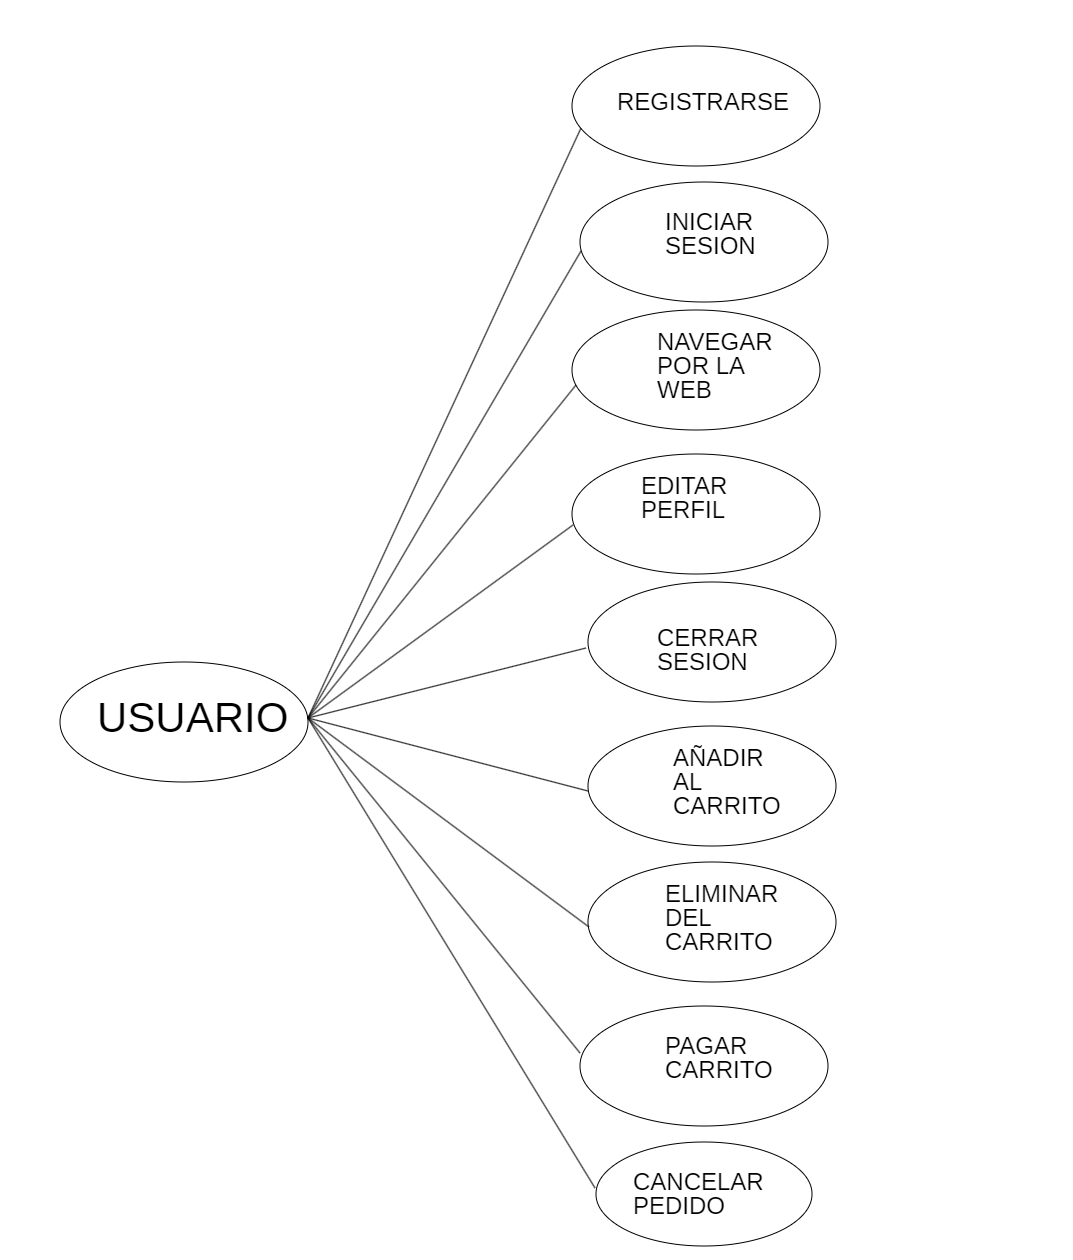 REGISTRARSE
INICIAR
SESION
NAVEGAR
POR LA
WEB
EDITAR
PERFIL
CERRAR
SESION
USUARIO
AÑADIR
AL
CARRITO
ELIMINAR
DEL
CARRITO
PAGAR
CARRITO
CANCELAR
PEDIDO